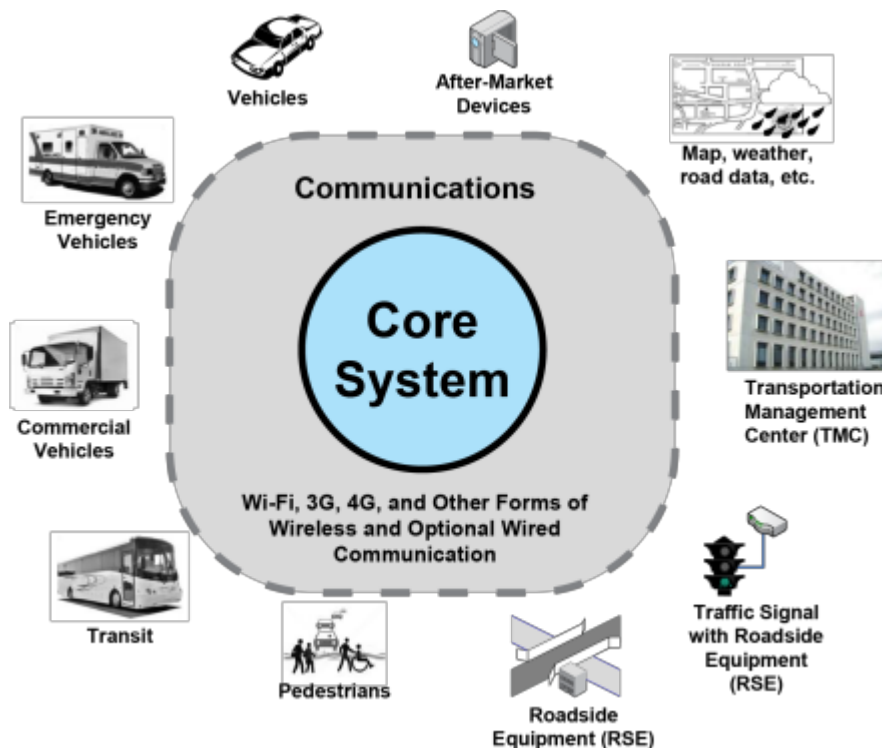 Vehicles
After-Market
Devices
Map, weather,
road data, etc.
Emergency
Vehicles
Communications
Core
System
Transportation
Management
Center (TMC)
Commercial
Vehicles
Wi-Fi, 3G, 4G, and Other Forms of
Wireless and Optional Wired
Communication
Transit
Pedestrians
Traffic Signal
with Roadside
Equipment
(RSE)
Roadside
Equipment (RSE)